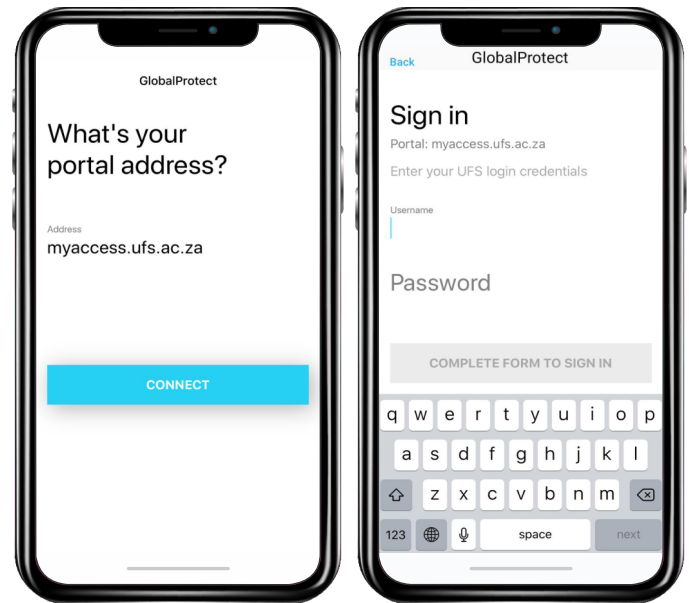 GlobalProtect
What's your
portal address?
Address
myaccess.ufs.ac.za
CONNECT
Back
GlobalProtect
Sign in
Portal: myaccess.ufs.ac.za
Enter your UFS login credentials
Username
Password
COMPLETE FORM TO SIGN IN
q w e r t y u i o p
a s d f g h j k l
z x c v b n m
123 space next